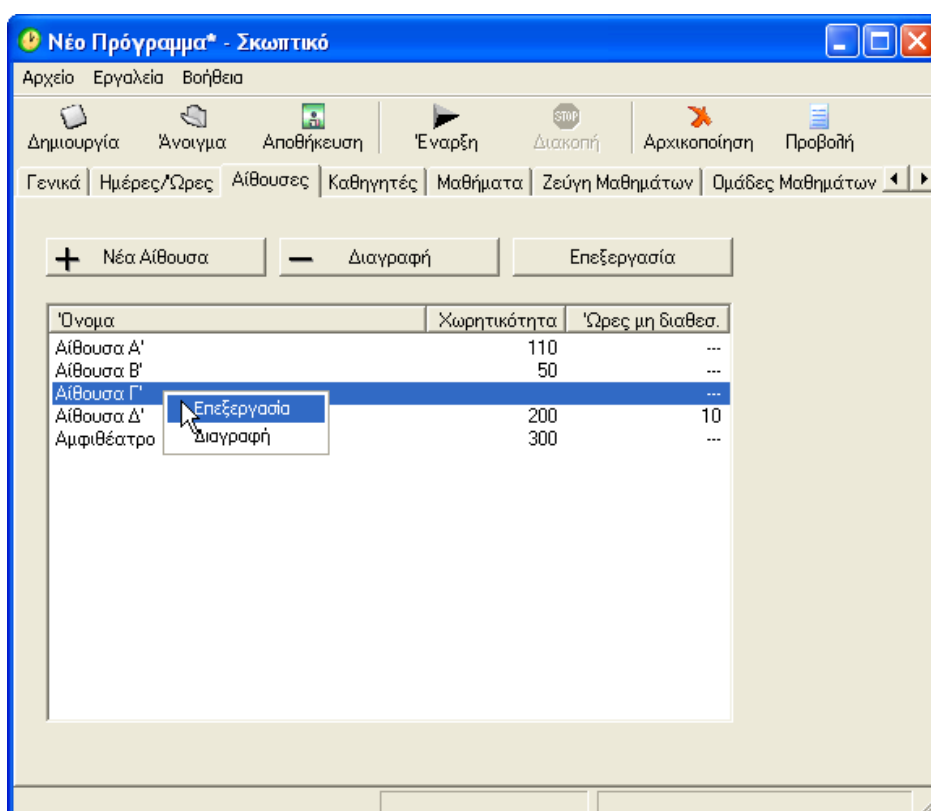 Νέο Πρόγραμμα* - Σκωπτικό
Αρχείο Εργαλεία Βοήθεια
Δημιουργία Άνοιγμα Αποθήκευση Έναρξη STOP Διακοπή Αρχικοποίηση Προβολή
Γενικά Ημέρες/Ώρες Αίθουσες Καθηγητές Μαθήματα Ζεύγη Μαθημάτων Ομάδες Μαθημάτων
Νέα Αίθουσα Διαγραφή Επεξεργασία
Όνομα Χωρητικότητα Ώρες μη διαθεσ.
Αίθουσα Α' 110 ---
Αίθουσα Β' 50 ---
Αίθουσα Γ' ---
Επεξεργασία
Αίθουσα Δ' 200 10
Διαγραφή
Αμφιθέατρο 300 ---